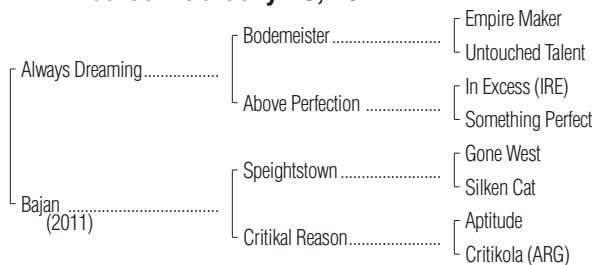 Empire Maker
Bodemeister
Untouched Talent
Always Dreaming
In Excess (IRE)
Above Perfection
Something Perfect
Gone West
Speightstown
Silken Cat
Bajan
(2011)
Aptitude
Critikal Reason
Critikola (ARG)